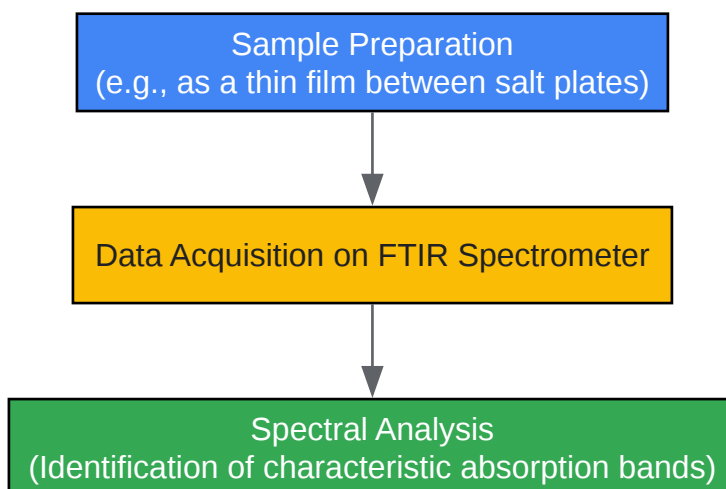 Sample Preparation
(e.g., as a thin film between salt plates)
Data Acquisition on FTIR Spectrometer
Spectral Analysis
(Identification of characteristic absorption bands)